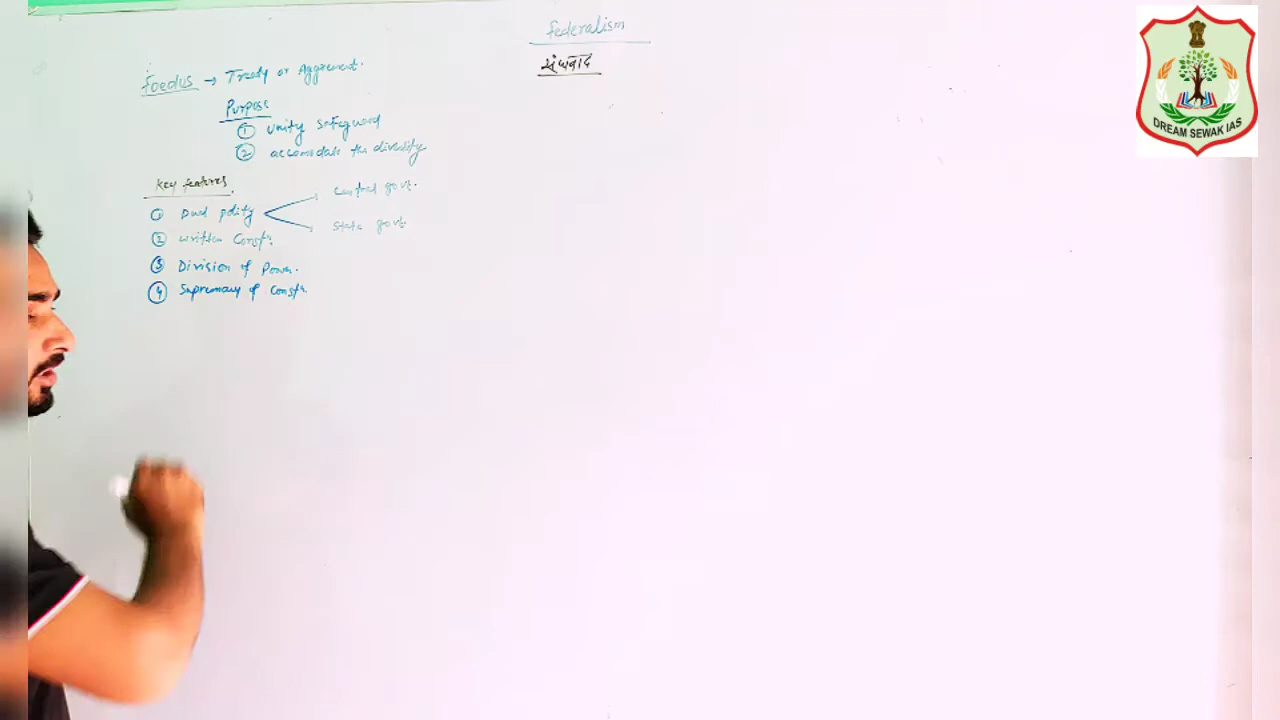 federalism
संघवाद
foedus → Treaty or Aggrement.
Purpose
① Unity safeguard
② accomodate the diversity
Key features
① Dual polity
central govt.
state govt.
② written Constn.
③ Division of Power.
④ Supremacy of Constn.
DREAM SEWAK IAS